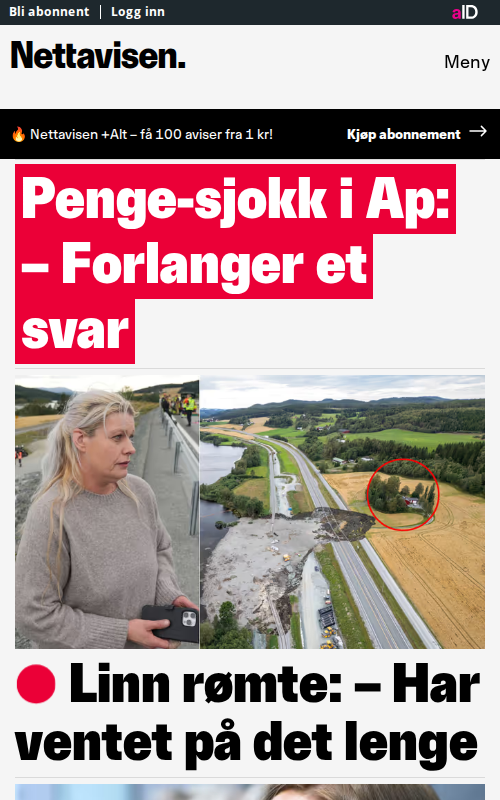 Bli abonnent
Logg inn
aID
Nettavisen.
Meny
🔥 Nettavisen +Alt – få 100 aviser fra 1 kr!
Kjøp abonnement →
Penge-sjokk i Ap:
– Forlanger et
svar
Linn rømte: – Har
ventet på det lenge